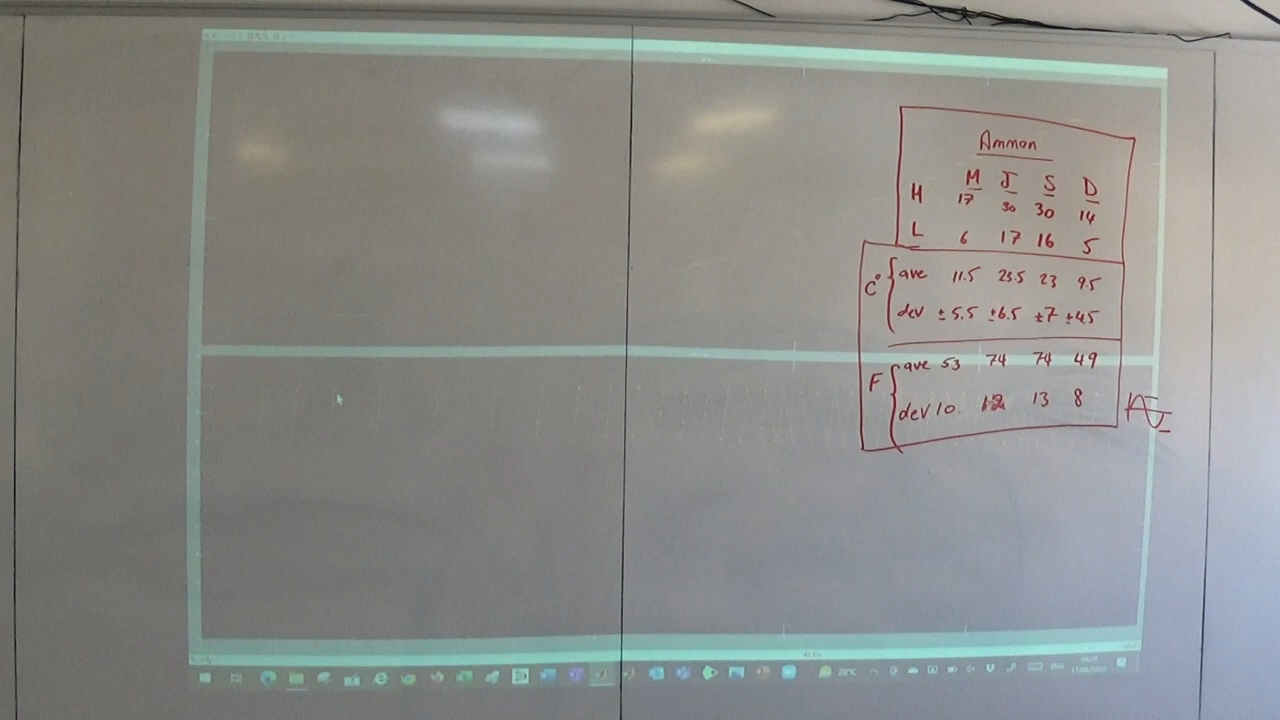 Amman
M J S D
H 17 30 30 14
L 6 17 16 5
C° ave 11.5 23.5 23 9.5
dev ±5.5 ±6.5 ±7 ±4.5
F ave 53 74 74 49
dev 10. 12 13 8
ENG